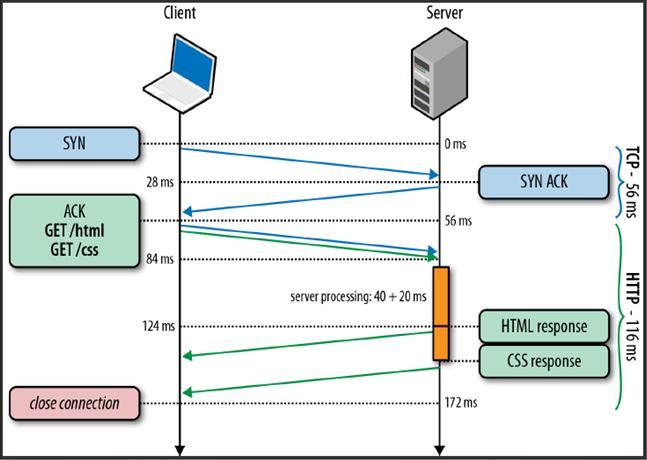 Client
Server
SYN
0 ms
TCP - 56 ms
28 ms
SYN ACK
ACK
GET /html
GET /css
56 ms
84 ms
server processing: 40 + 20 ms
HTTP - 116 ms
124 ms
HTML response
CSS response
close connection
172 ms